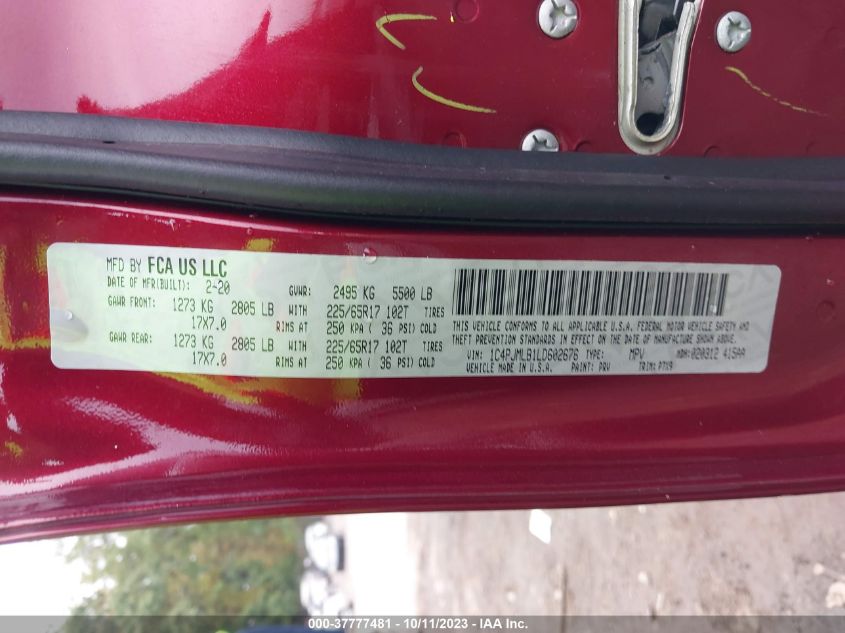 MFD BY FCA US LLC
DATE OF MFR(BUILT): 2-20 GVWR: 2495 KG 5500 LB
GAWR FRONT: 1273 KG 2805 LB WITH 225/65R17 102T TIRES
17X7.0 RIMS AT 250 KPA ( 36 PSI) COLD
GAWR REAR: 1273 KG 2805 LB WITH 225/65R17 102T TIRES
17X7.0 RIMS AT 250 KPA ( 36 PSI) COLD
THIS VEHICLE CONFORMS TO ALL APPLICABLE U.S.A. FEDERAL MOTOR VEHICLE SAFETY AND
THEFT PREVENTION STANDARDS IN EFFECT ON THE DATE OF MANUFACTURE SHOWN ABOVE.
VIN: 1C4PJMLB1LD602676 TYPE: MPV MDH: 020312 415AA
VEHICLE MADE IN U.S.A. PAINT: PRV TRIM: P7X9
000-37777481 - 10/11/2023 - IAA Inc.